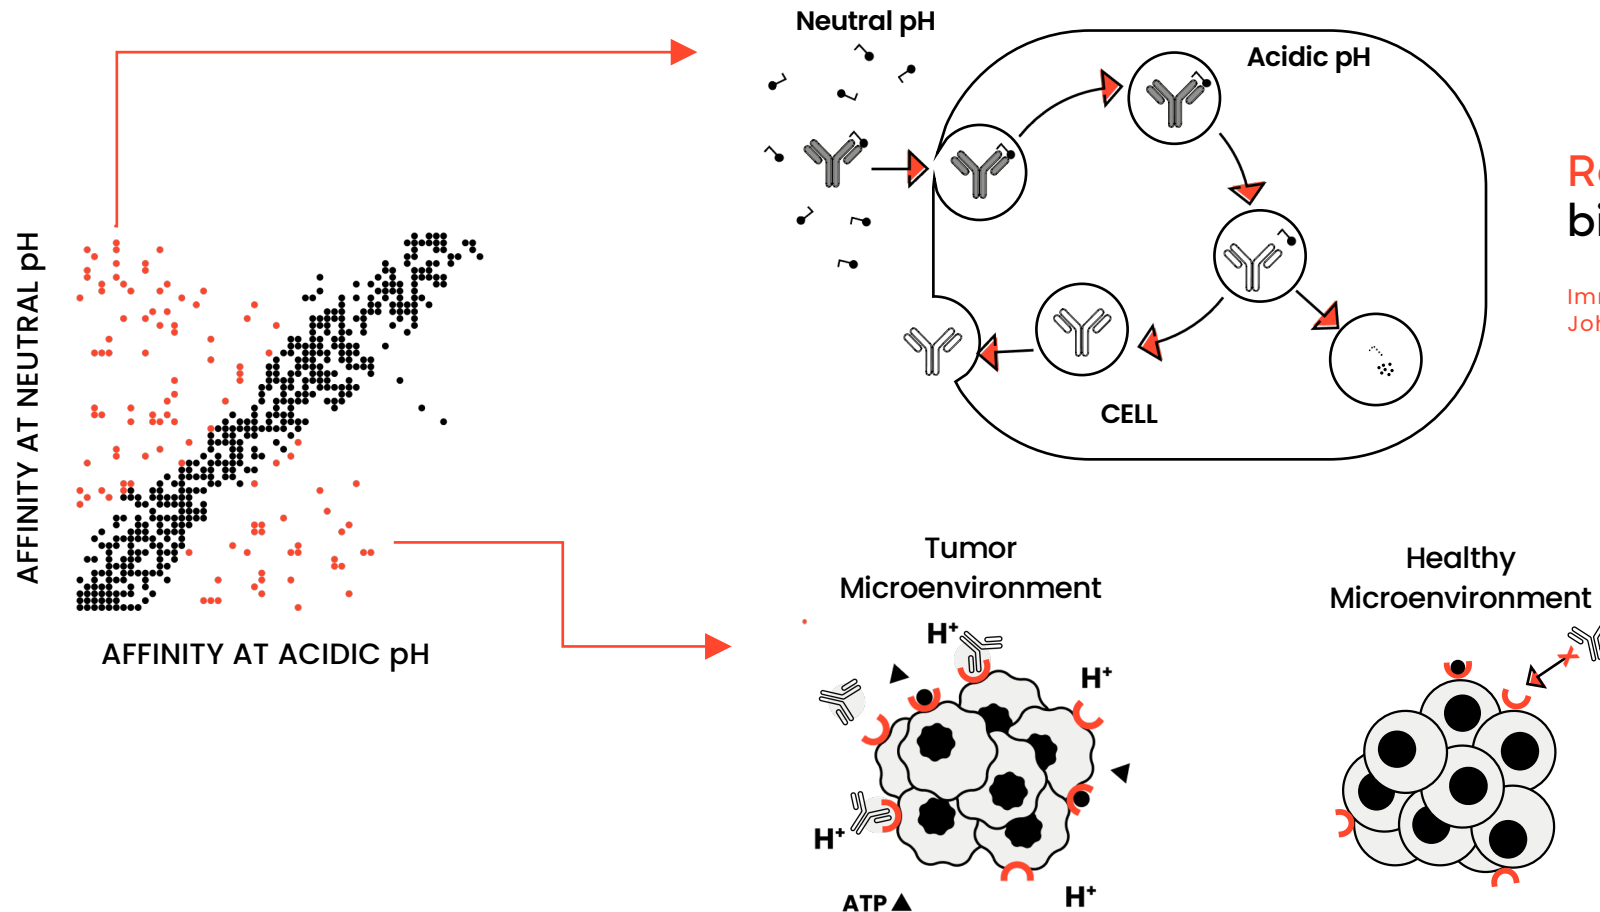 Neutral pH
Acidic pH
CELL
AFFINITY AT NEUTRAL pH
AFFINITY AT ACIDIC pH
Tumor
Microenvironment
Healthy
Microenvironment
H+
H+
H+
H+
ATP